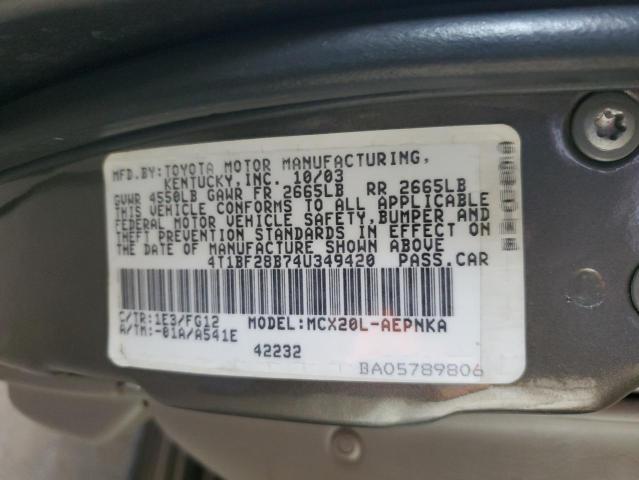 MFD.BY:TOYOTA MOTOR MANUFACTURING,
KENTUCKY,INC. 10/03
GVWR 4550LB GAWR FR 2665LB RR 2665LB
THIS VEHICLE CONFORMS TO ALL APPLICABLE
FEDERAL MOTOR VEHICLE SAFETY,BUMPER AND
THEFT PREVENTION STANDARDS IN EFFECT ON
THE DATE OF MANUFACTURE SHOWN ABOVE
4T1BF28B74U349420 PASS.CAR
C/TR:1E3/FG12 MODEL:MCX20L-AEPNKA
A/TM:-01A/A541E
42232
BA05789806